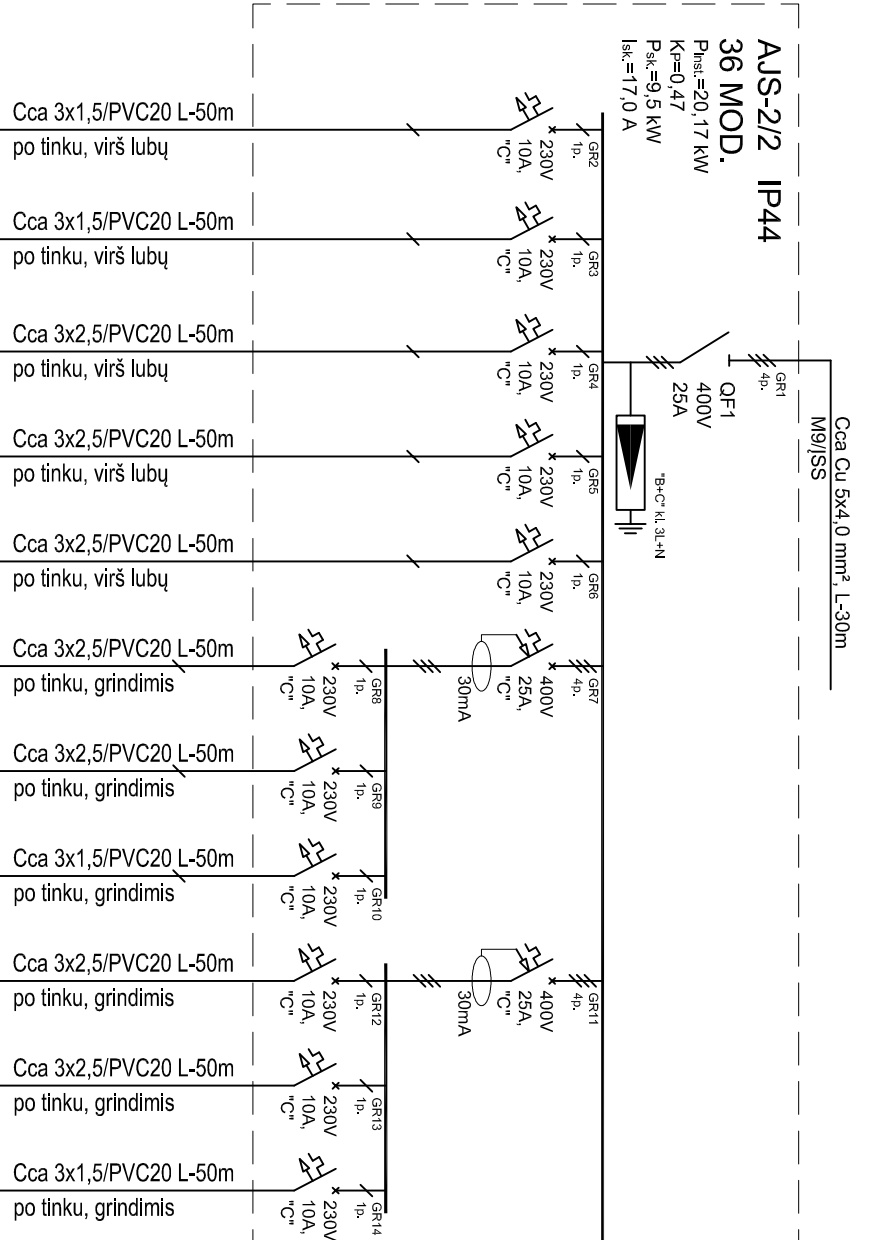 AJS-2/2 IP44
36 MOD.
Pinst.=20,17 kW
Kp=0,47
Psk.=9,5 kW
Isk.=17,0 A
Cca Cu 5x4,0 mm², L-30m
M9/ĮSS
GR1
4p.
QF1
400V
25A
"B+C" kl. 3L+N
GR2
1p.
230V
10A,
"C"
Cca 3x1,5/PVC20 L-50m
po tinku, virš lubų
GR3
1p.
230V
10A,
"C"
Cca 3x1,5/PVC20 L-50m
po tinku, virš lubų
GR4
1p.
230V
10A,
"C"
Cca 3x2,5/PVC20 L-50m
po tinku, virš lubų
GR5
1p.
230V
10A,
"C"
Cca 3x2,5/PVC20 L-50m
po tinku, virš lubų
GR6
1p.
230V
10A,
"C"
Cca 3x2,5/PVC20 L-50m
po tinku, virš lubų
GR7
4p.
400V
25A,
"C"
30mA
GR8
1p.
230V
10A,
"C"
Cca 3x2,5/PVC20 L-50m
po tinku, grindimis
GR9
1p.
230V
10A,
"C"
Cca 3x2,5/PVC20 L-50m
po tinku, grindimis
GR10
1p.
230V
10A,
"C"
Cca 3x1,5/PVC20 L-50m
po tinku, grindimis
GR11
4p.
400V
25A,
"C"
30mA
GR12
1p.
230V
10A,
"C"
Cca 3x2,5/PVC20 L-50m
po tinku, grindimis
GR13
1p.
230V
10A,
"C"
Cca 3x2,5/PVC20 L-50m
po tinku, grindimis
GR14
1p.
230V
10A,
"C"
Cca 3x1,5/PVC20 L-50m
po tinku, grindimis